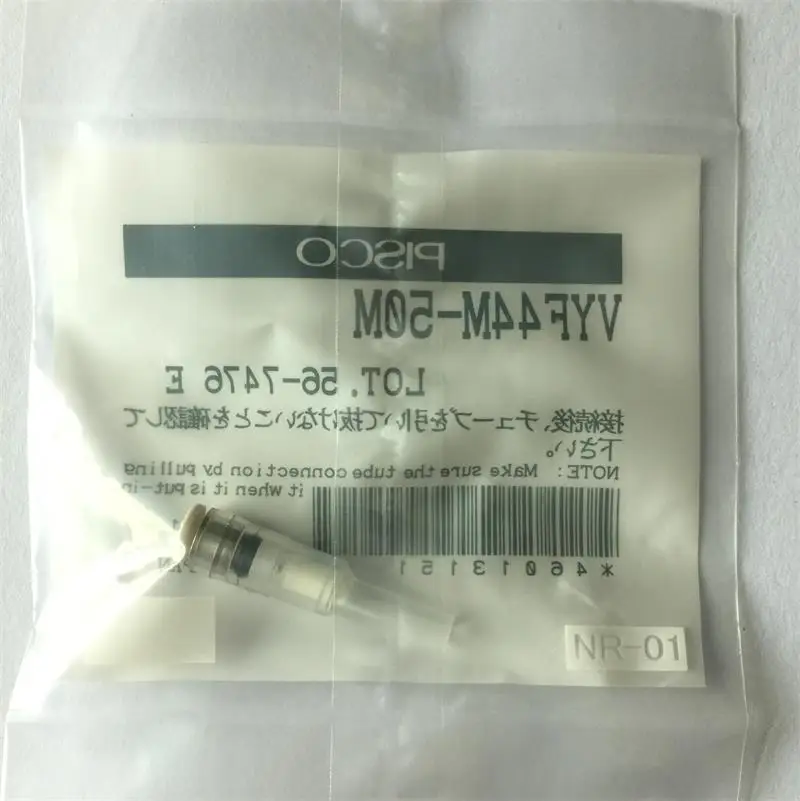 PISCO
VYF44M-50M
LOT. 56-7476 E
接続後、チューブを引いて抜けないことを確認して
下さい。
NOTE: Make sure the tube connection by pulling
it when it is put-in
*46013151
NR-01